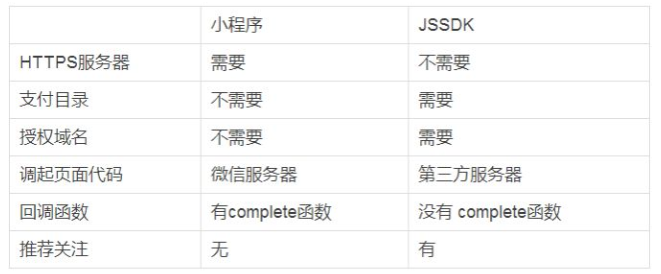 小程序 JSSDK
HTTPS服务器 需要 不需要
支付目录 不需要 需要
授权域名 不需要 需要
调起页面代码 微信服务器 第三方服务器
回调函数 有complete函数 没有 complete函数
推荐关注 无 有